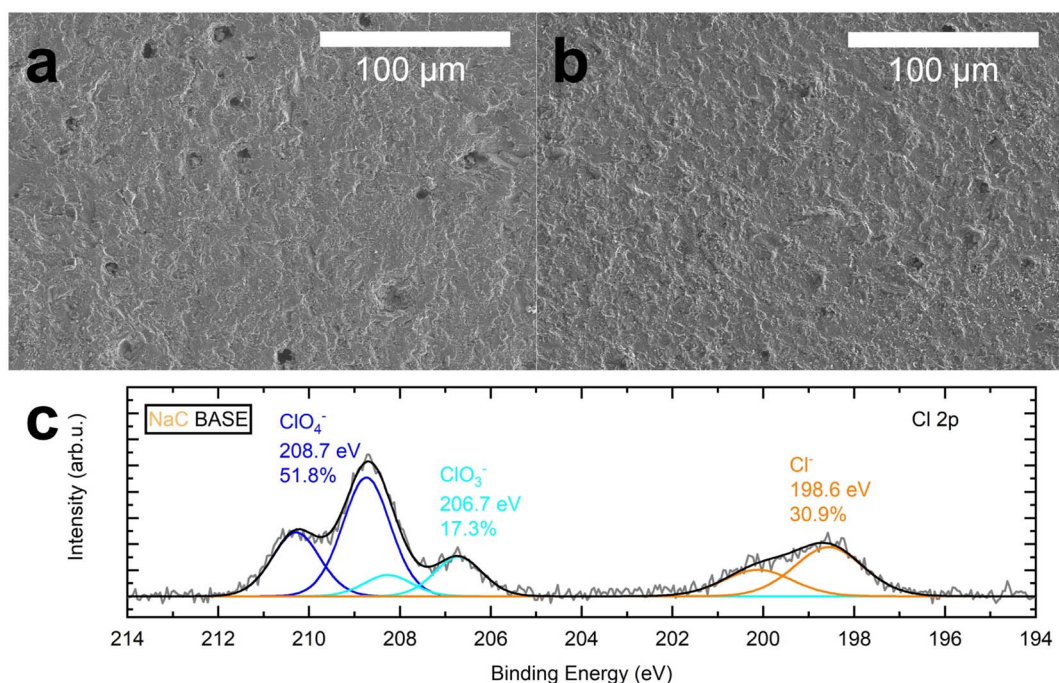 a
100 µm
b
100 µm
c
NaC BASE
Cl 2p
ClO₄⁻
208.7 eV
51.8%
ClO₃⁻
206.7 eV
17.3%
Cl⁻
198.6 eV
30.9%
Intensity (arb.u.)
214 212 210 208 206 204 202 200 198 196 194
Binding Energy (eV)